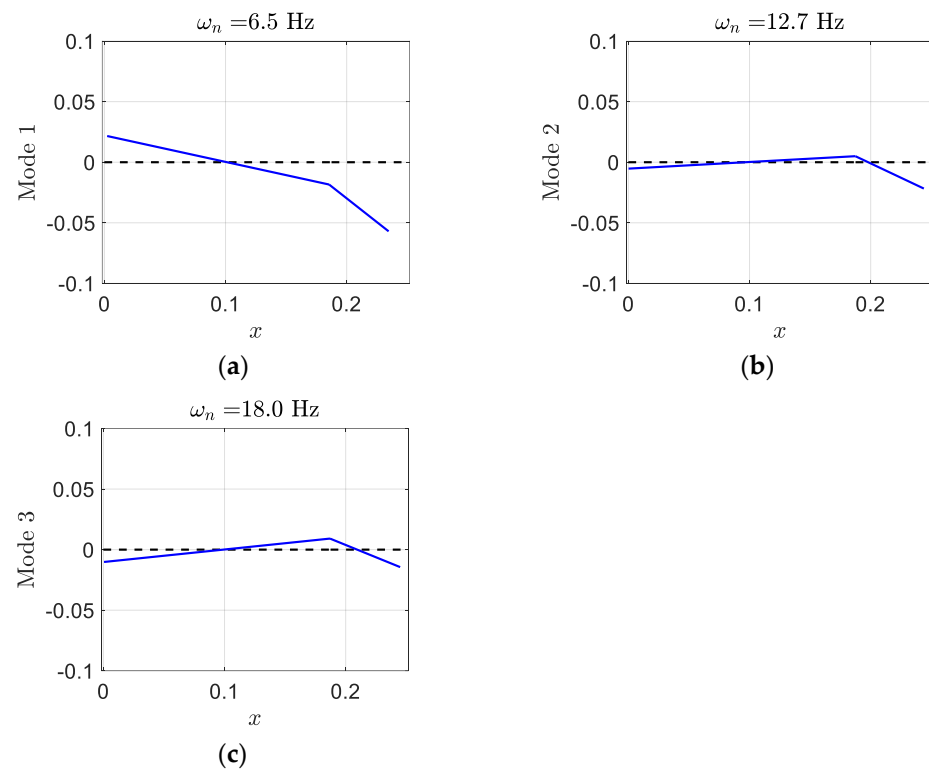 ωₙ =6.5 Hz
0.1
0.05
0
-0.05
-0.1
Mode 1
0 0.1 0.2
x
(a)
ωₙ =12.7 Hz
0.1
0.05
0
-0.05
-0.1
Mode 2
0 0.1 0.2
x
(b)
ωₙ =18.0 Hz
0.1
0.05
0
-0.05
-0.1
Mode 3
0 0.1 0.2
x
(c)